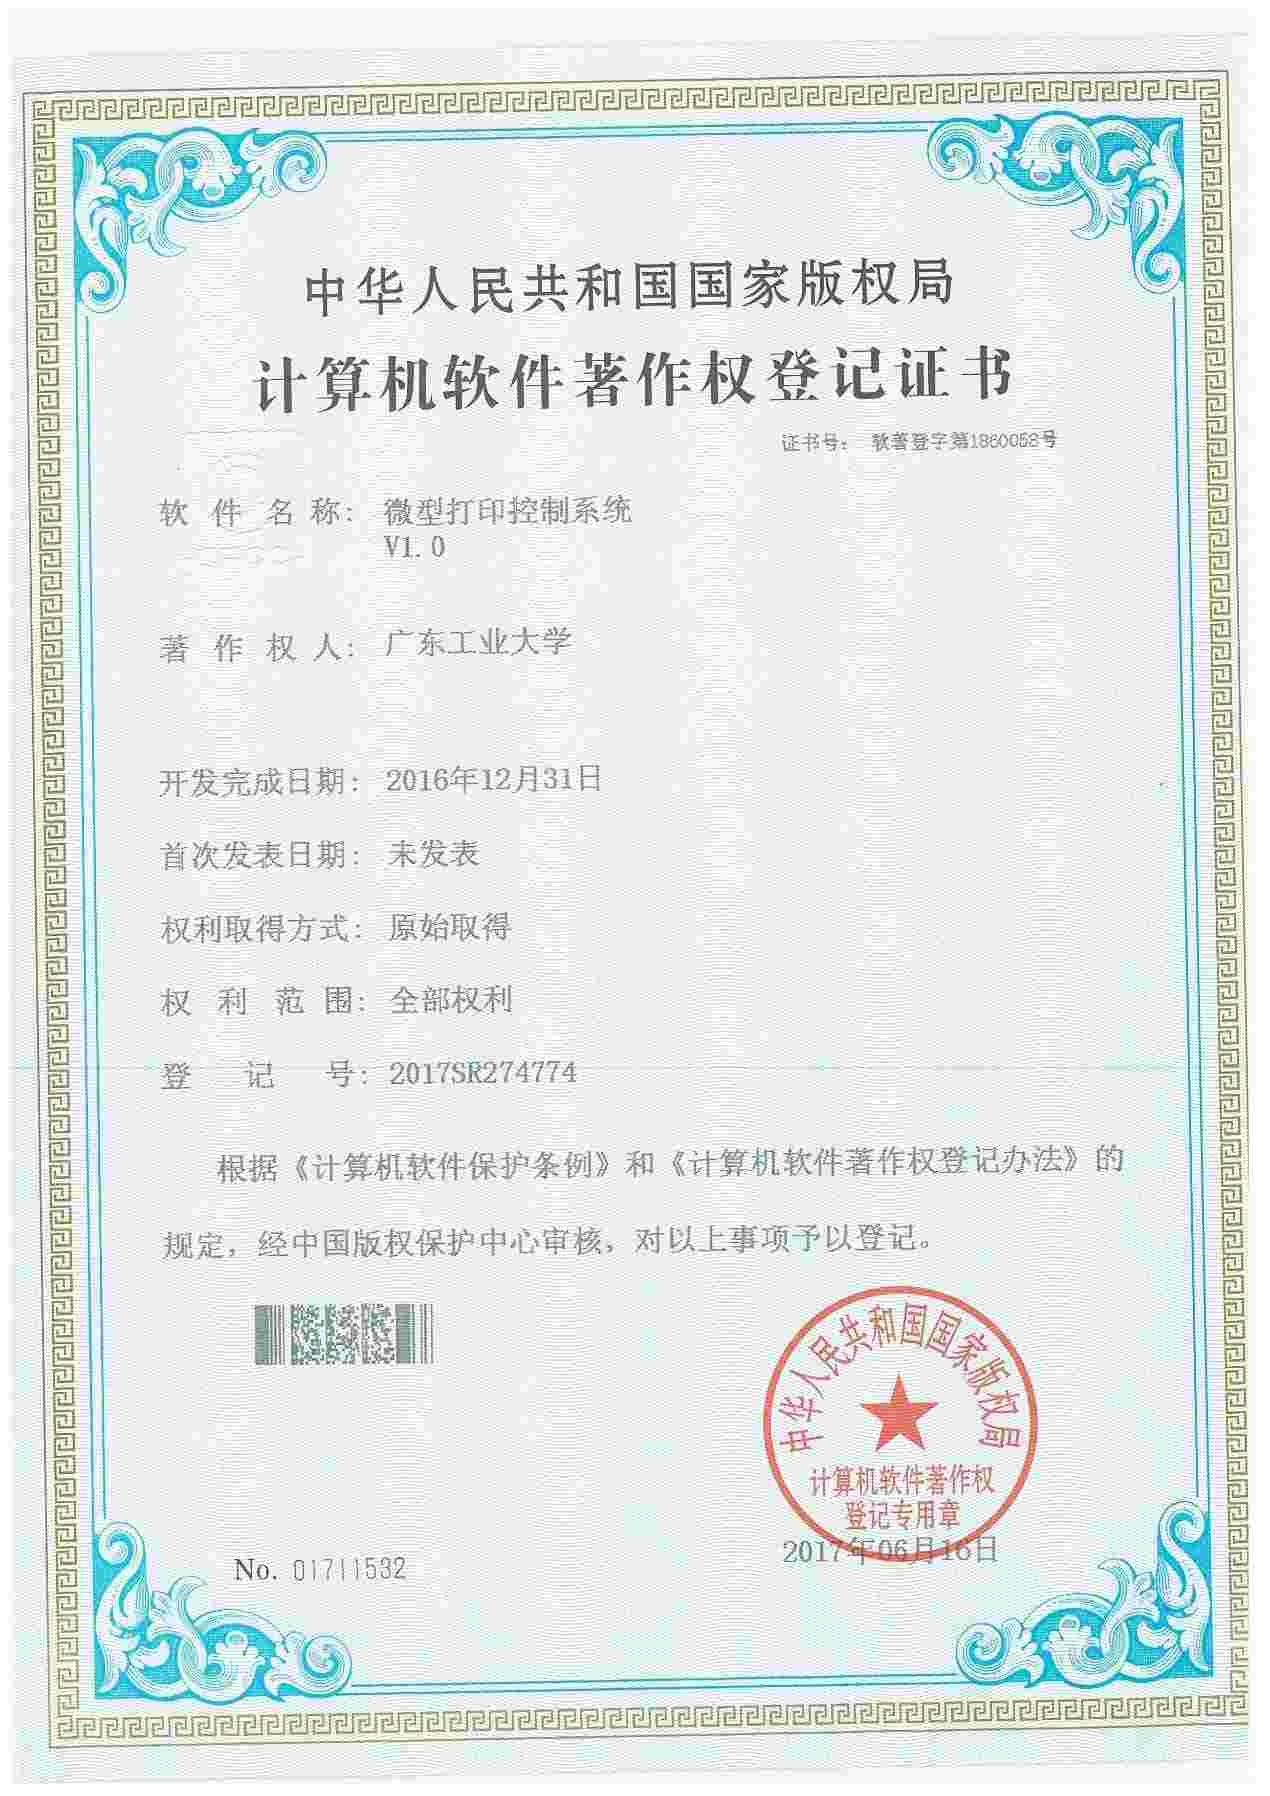 中华人民共和国国家版权局
计算机软件著作权登记证书
证书号: 软著登字第1860058号
软件名称: 微型打印控制系统
V1.0
著作权人: 广东工业大学
开发完成日期: 2016年12月31日
首次发表日期: 未发表
权利取得方式: 原始取得
权利范围: 全部权利
登记号: 2017SR274774
根据《计算机软件保护条例》和《计算机软件著作权登记办法》的
规定，经中国版权保护中心审核，对以上事项予以登记。
中华人民共和国国家版权局
计算机软件著作权
登记专用章
2017年06月16日
No. 01711532